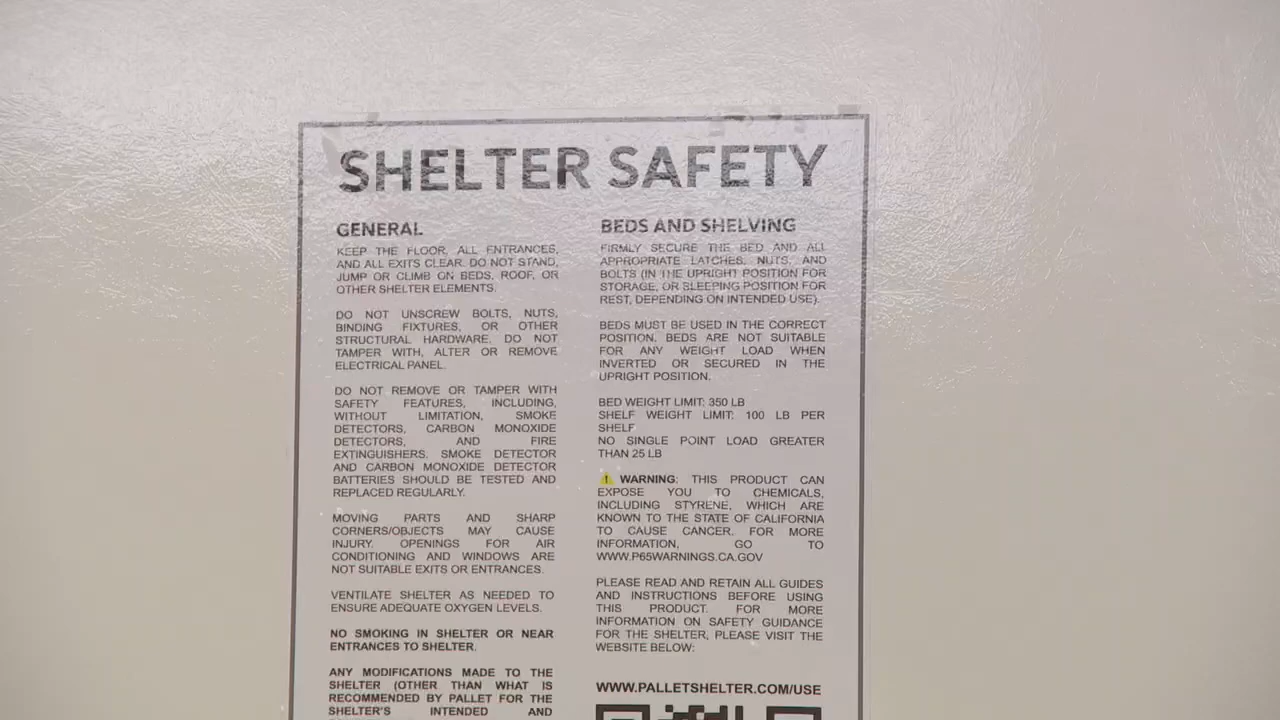 SHELTER SAFETY
GENERAL
KEEP THE FLOOR, ALL ENTRANCES,
AND ALL EXITS CLEAR. DO NOT STAND,
JUMP OR CLIMB ON BEDS, ROOF, OR
OTHER SHELTER ELEMENTS.
DO NOT UNSCREW BOLTS, NUTS,
BINDING FIXTURES, OR OTHER
STRUCTURAL HARDWARE. DO NOT
TAMPER WITH, ALTER OR REMOVE
ELECTRICAL PANEL.
DO NOT REMOVE OR TAMPER WITH
SAFETY FEATURES, INCLUDING,
WITHOUT LIMITATION, SMOKE
DETECTORS, CARBON MONOXIDE
DETECTORS, AND FIRE
EXTINGUISHERS. SMOKE DETECTOR
AND CARBON MONOXIDE DETECTOR
BATTERIES SHOULD BE TESTED AND
REPLACED REGULARLY.
MOVING PARTS AND SHARP
CORNERS/OBJECTS MAY CAUSE
INJURY. OPENINGS FOR AIR
CONDITIONING AND WINDOWS ARE
NOT SUITABLE EXITS OR ENTRANCES.
VENTILATE SHELTER AS NEEDED TO
ENSURE ADEQUATE OXYGEN LEVELS.
NO SMOKING IN SHELTER OR NEAR
ENTRANCES TO SHELTER.
ANY MODIFICATIONS MADE TO THE
SHELTER (OTHER THAN WHAT IS
RECOMMENDED BY PALLET FOR THE
SHELTER'S INTENDED AND
BEDS AND SHELVING
FIRMLY SECURE THE BED AND ALL
APPROPRIATE LATCHES, NUTS, AND
BOLTS (IN THE UPRIGHT POSITION FOR
STORAGE, OR SLEEPING POSITION FOR
REST, DEPENDING ON INTENDED USE).
BEDS MUST BE USED IN THE CORRECT
POSITION. BEDS ARE NOT SUITABLE
FOR ANY WEIGHT LOAD WHEN
INVERTED OR SECURED IN THE
UPRIGHT POSITION.
BED WEIGHT LIMIT: 350 LB
SHELF WEIGHT LIMIT: 100 LB PER
SHELF
NO SINGLE POINT LOAD GREATER
THAN 25 LB
WARNING: THIS PRODUCT CAN
EXPOSE YOU TO CHEMICALS,
INCLUDING STYRENE, WHICH ARE
KNOWN TO THE STATE OF CALIFORNIA
TO CAUSE CANCER. FOR MORE
INFORMATION, GO TO
WWW.P65WARNINGS.CA.GOV
PLEASE READ AND RETAIN ALL GUIDES
AND INSTRUCTIONS BEFORE USING
THIS PRODUCT. FOR MORE
INFORMATION ON SAFETY GUIDANCE
FOR THE SHELTER, PLEASE VISIT THE
WEBSITE BELOW:
WWW.PALLETSHELTER.COM/USE